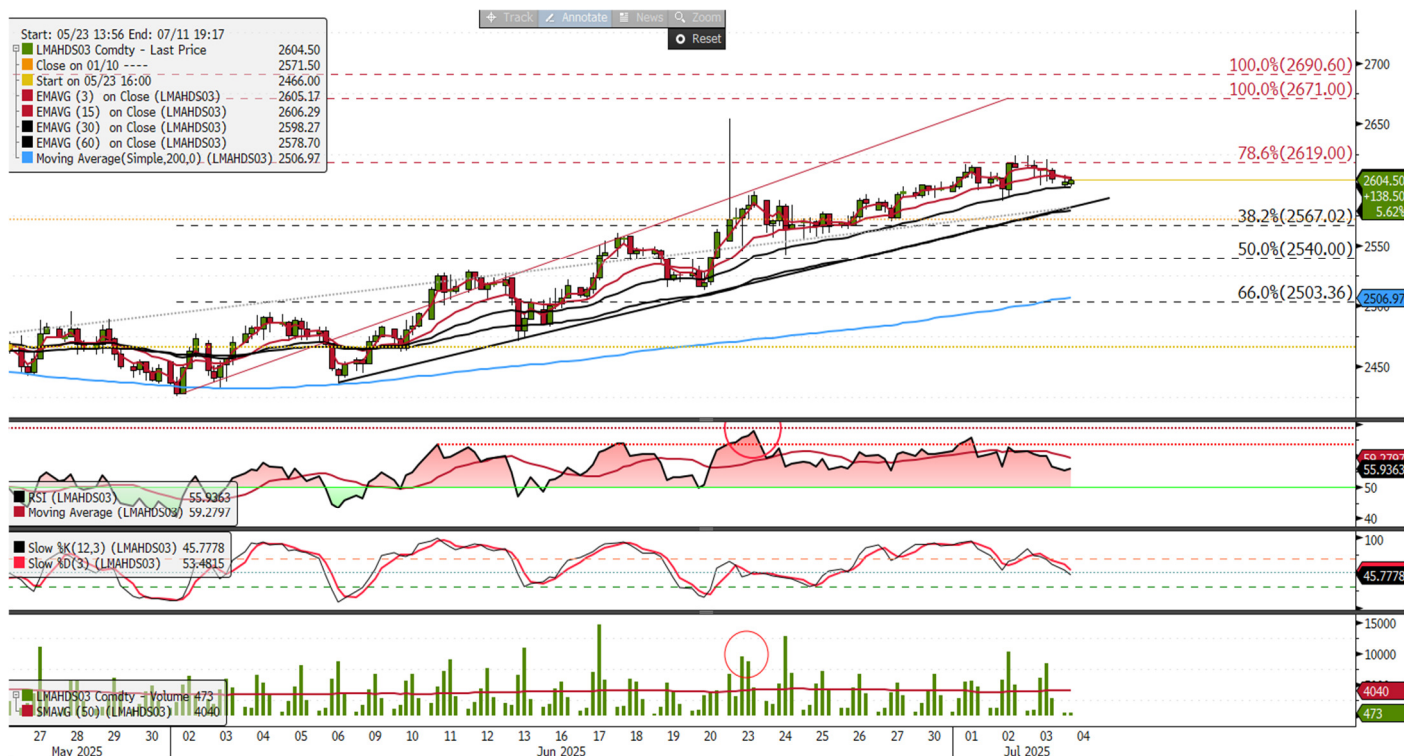 Track Annotate News Zoom
Reset
Start: 05/23 13:56 End: 07/11 19:17
LMAHDS03 Comdty - Last Price 2604.50
Close on 01/10 ---- 2571.50
Start on 05/23 16:00 2466.00
EMAVG (3) on Close (LMAHDS03) 2605.17
EMAVG (15) on Close (LMAHDS03) 2606.29
EMAVG (30) on Close (LMAHDS03) 2598.27
EMAVG (60) on Close (LMAHDS03) 2578.70
Moving Average(Simple,200,0) (LMAHDS03) 2506.97
100.0%(2690.60)
100.0%(2671.00)
78.6%(2619.00)
38.2%(2567.02)
50.0%(2540.00)
66.0%(2503.36)
2700
2650
2604.50
+138.50
5.62%
2550
2506.97
2500
2450
RSI (LMAHDS03) 55.9363
Moving Average (LMAHDS03) 59.2797
59.2797
55.9363
50
40
Slow %K(12,3) (LMAHDS03) 45.7778
Slow %D(3) (LMAHDS03) 53.4815
100
45.7778
LMAHDS03 Comdty - Volume 473
SMAVG (50) (LMAHDS03) 4040
15000
10000
4040
473
27 28 29 30 02 03 04 05 06 09 10 11 12 13 16 17 18 19 20 23 24 25 26 27 30 01 02 03 04
May 2025 Jun 2025 Jul 2025